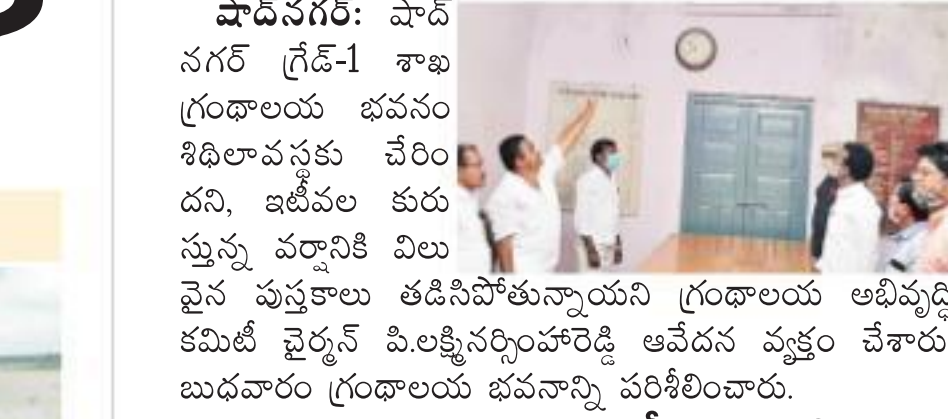 షాద్‌నగర్: షాద్
నగర్ గ్రేడ్-1 శాఖ
గ్రంథాలయ భవనం
శిథిలావస్థకు చేరిం
దని, ఇటీవల కురు
స్తున్న వర్షానికి విలు
వైన పుస్తకాలు తడిసిపోతున్నాయని గ్రంథాలయ అభివృద్ధి
కమిటీ చైర్మన్ పి.లక్ష్మినర్సింహారెడ్డి ఆవేదన వ్యక్తం చేశారు
బుధవారం గ్రంథాలయ భవనాన్ని పరిశీలించారు.